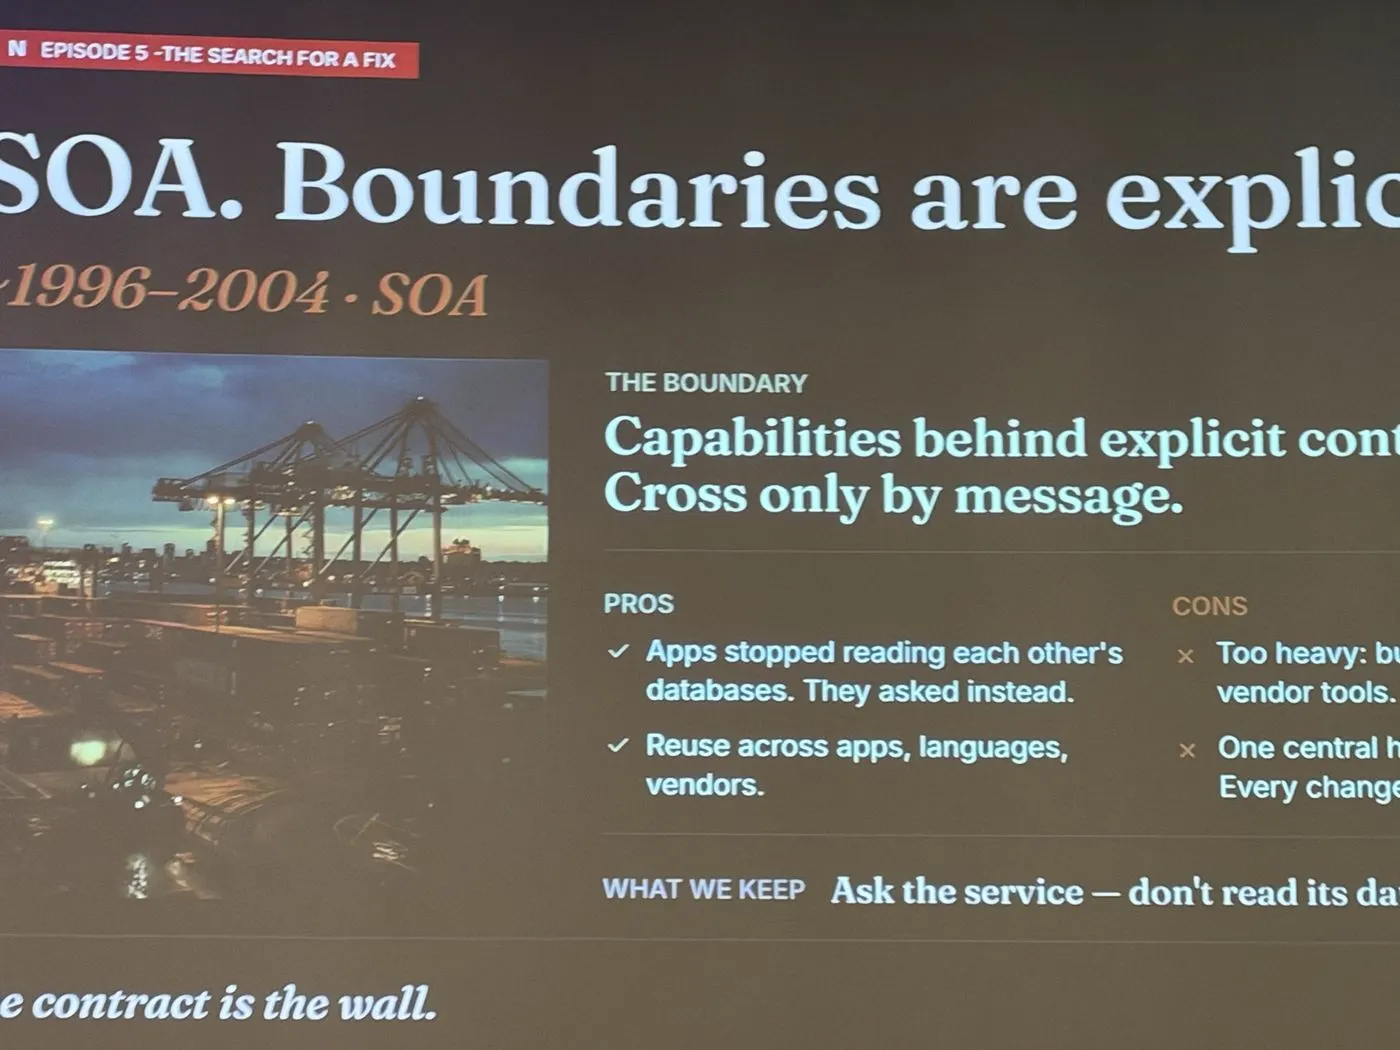 N EPISODE 5 -THE SEARCH FOR A FIX
SOA. Boundaries are explic
~1996–2004 · SOA
THE BOUNDARY
Capabilities behind explicit cont
Cross only by message.
PROS
✓ Apps stopped reading each other's
databases. They asked instead.
✓ Reuse across apps, languages,
vendors.
CONS
× Too heavy: bu
vendor tools.
× One central h
Every change
WHAT WE KEEP Ask the service — don't read its da
e contract is the wall.